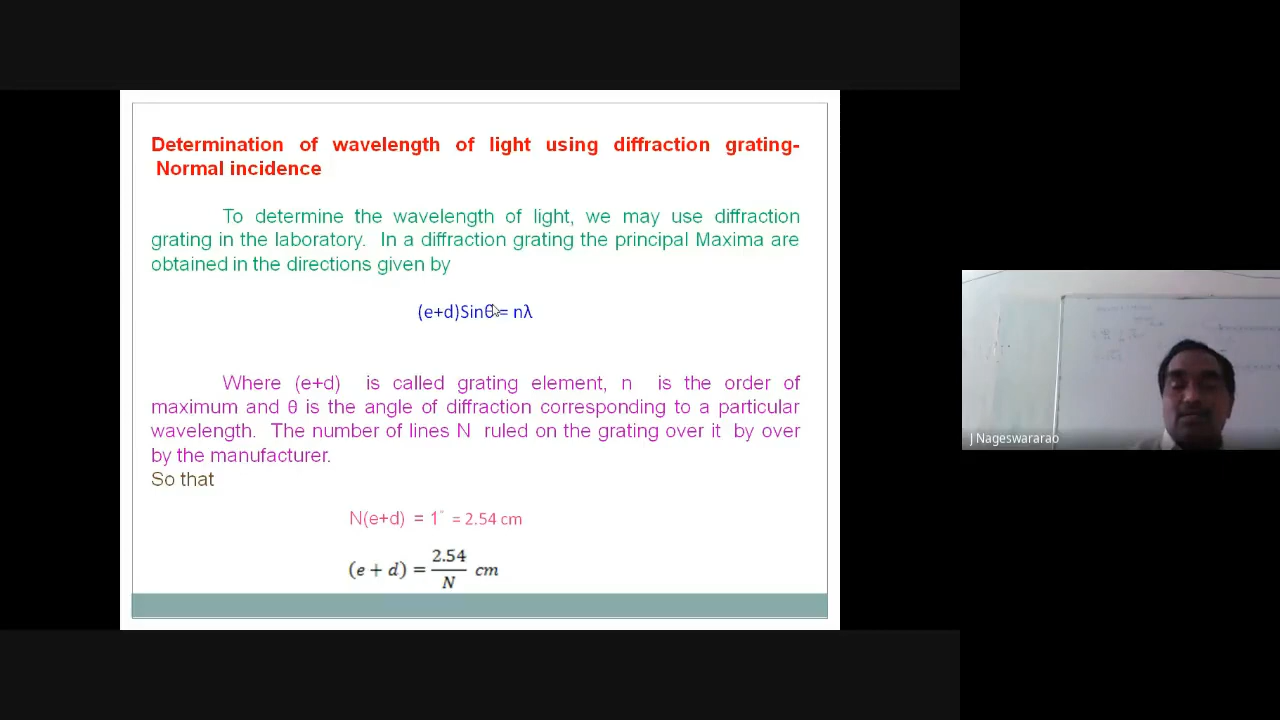 Determination of wavelength of light using diffraction grating-
Normal incidence
To determine the wavelength of light, we may use diffraction
grating in the laboratory. In a diffraction grating the principal Maxima are
obtained in the directions given by
(e+d)Sinθ = nλ
Where (e+d) is called grating element, n is the order of
maximum and θ is the angle of diffraction corresponding to a particular
wavelength. The number of lines N ruled on the grating over it by over
by the manufacturer.
So that
N(e+d) = 1" = 2.54 cm
(e + d) = 2.54/N cm
J Nageswararao